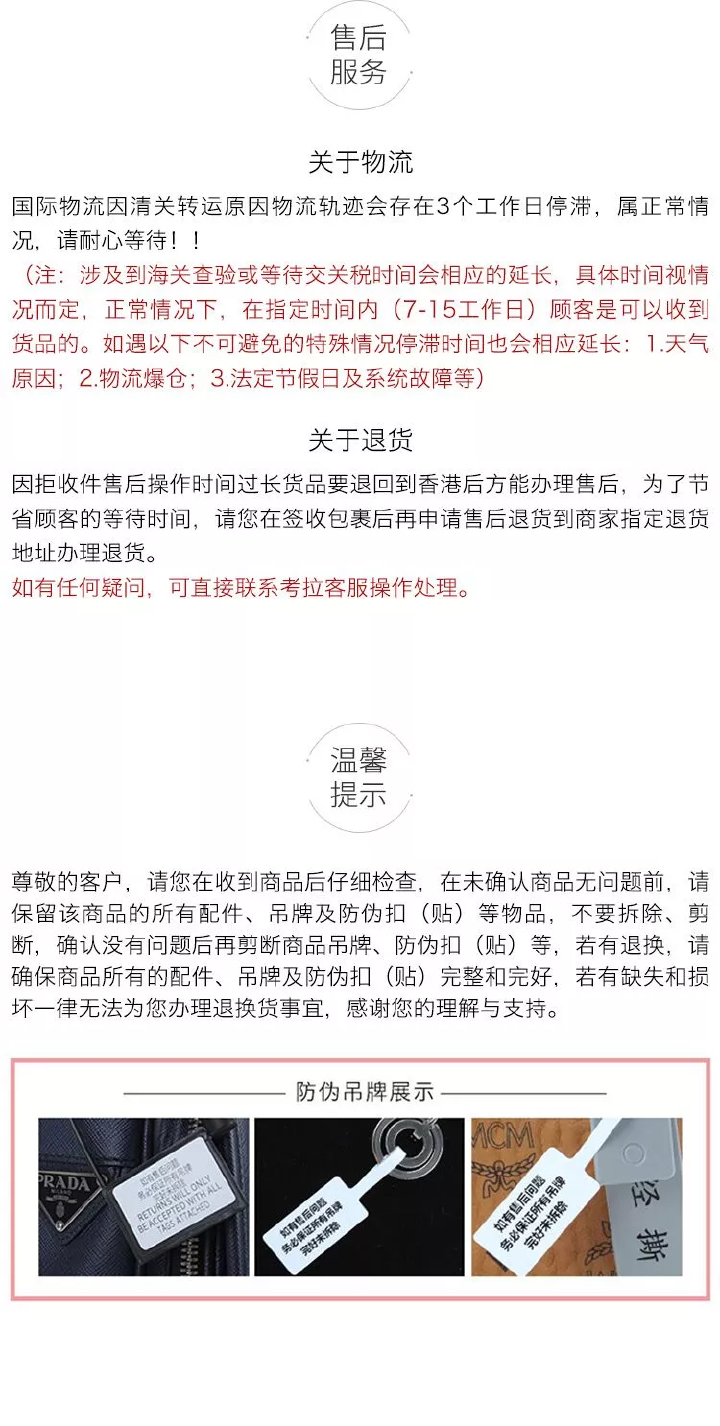 售后
服务
关于物流
国际物流因清关转运原因物流轨迹会存在3个工作日停滞，属正常情
况，请耐心等待！！
（注：涉及到海关查验或等待交关税时间会相应的延长，具体时间视情
况而定，正常情况下，在指定时间内（7-15工作日）顾客是可以收到
货品的。如遇以下不可避免的特殊情况停滞时间也会相应延长：1.天气
原因；2.物流爆仓；3.法定节假日及系统故障等）
关于退货
因拒收件售后操作时间过长货品要退回到香港后方能办理售后，为了节
省顾客的等待时间，请您在签收包裹后再申请售后退货到商家指定退货
地址办理退货。
如有任何疑问，可直接联系考拉客服操作处理。
温馨
提示
尊敬的客户，请您在收到商品后仔细检查，在未确认商品无问题前，请
保留该商品的所有配件、吊牌及防伪扣（贴）等物品，不要拆除、剪
断，确认没有问题后再剪断商品吊牌、防伪扣（贴）等，若有退换，请
确保商品所有的配件、吊牌及防伪扣（贴）完整和完好，若有缺失和损
坏一律无法为您办理退换货事宜，感谢您的理解与支持。
防伪吊牌展示
PRADA
MILANO
如有售后问题
务必保证所有吊牌
完好未拆除
RETURNS WILL ONLY
BE ACCEPTED WITH ALL
TAGS ATTACHED
如有售后问题
务必保证所有吊牌
完好未拆除
MCM
如有售后问题
务必保证所有吊牌
完好未拆除
经
撕